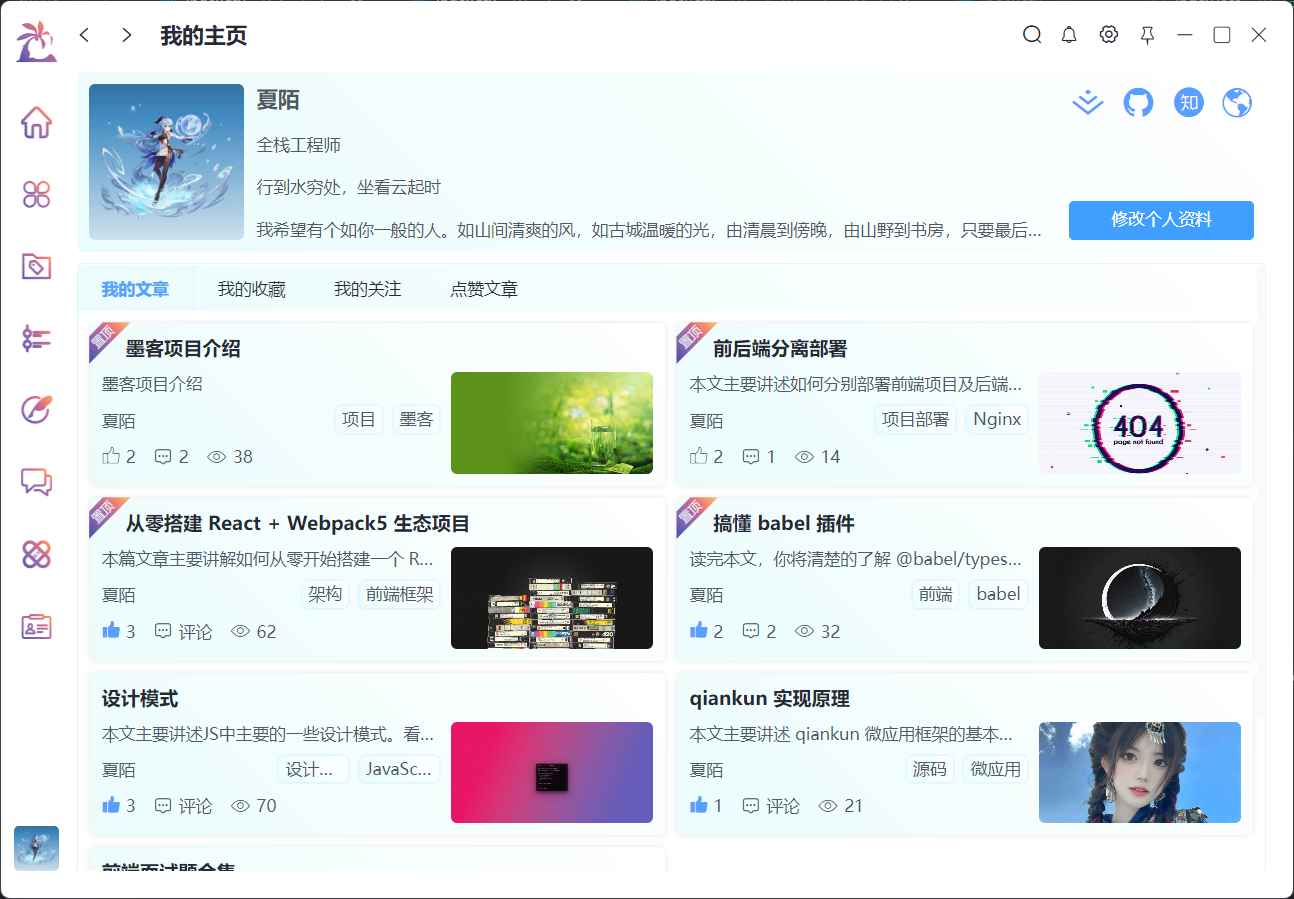 我的主页
夏陌
全栈工程师
行到水穷处，坐看云起时
我希望有个如你一般的人。如山间清爽的风，如古城温暖的光，由清晨到傍晚，由山野到书房，只要最后...
知
修改个人资料
我的文章 我的收藏 我的关注 点赞文章
置顶
墨客项目介绍
墨客项目介绍
夏陌 项目 墨客
2 2 38
置顶
前后端分离部署
本文主要讲述如何分别部署前端项目及后端...
夏陌 项目部署 Nginx
2 1 14
404
page not found
置顶
从零搭建 React + Webpack5 生态项目
本篇文章主要讲解如何从零开始搭建一个 R...
夏陌 架构 前端框架
3 评论 62
置顶
搞懂 babel 插件
读完本文，你将清楚的了解 @babel/types...
夏陌 前端 babel
2 2 32
设计模式
本文主要讲述JS中主要的一些设计模式。看...
夏陌 设计... JavaSc...
3 评论 70
qiankun 实现原理
本文主要讲述 qiankun 微应用框架的基本...
夏陌 源码 微应用
1 评论 21
前端面试题合集